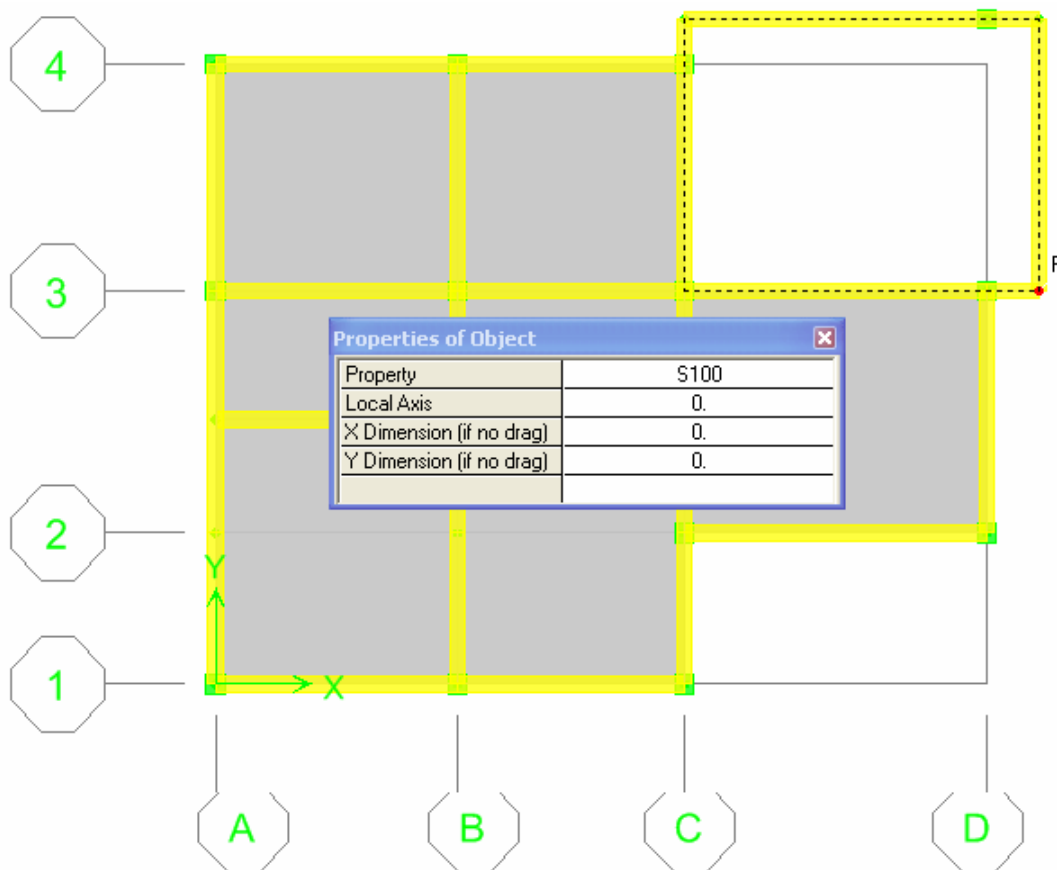 4
3
P
Properties of Object
Property S100
Local Axis 0.
X Dimension (if no drag) 0.
Y Dimension (if no drag) 0.
2
Y
1
X
A B C D